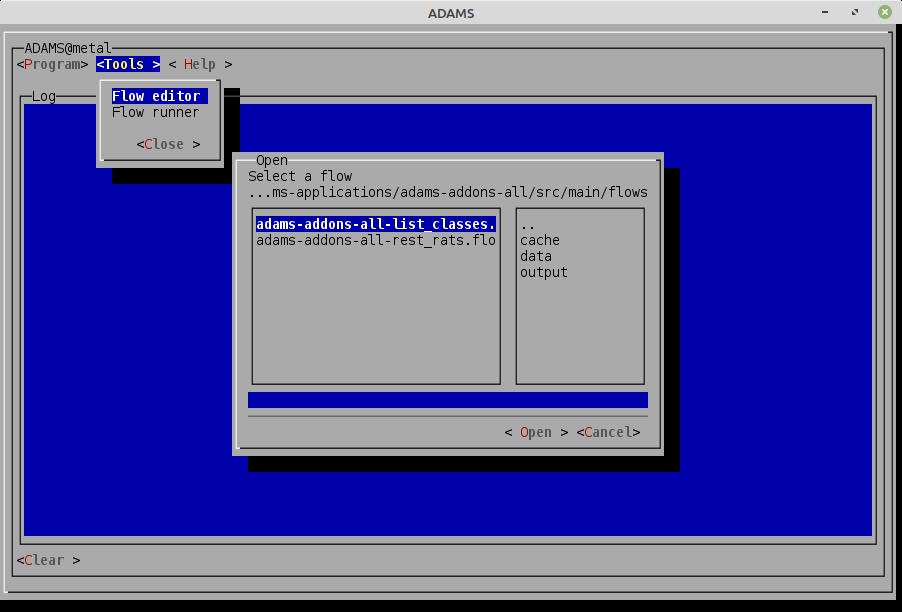 ADAMS
ADAMS@metal
<Program> <Tools > < Help >
Log
Flow editor
Flow runner
<Close >
Open
Select a flow
...ms-applications/adams-addons-all/src/main/flows
adams-addons-all-list_classes.
adams-addons-all-rest_rats.flo
..
cache
data
output
< Open > <Cancel>
<Clear >